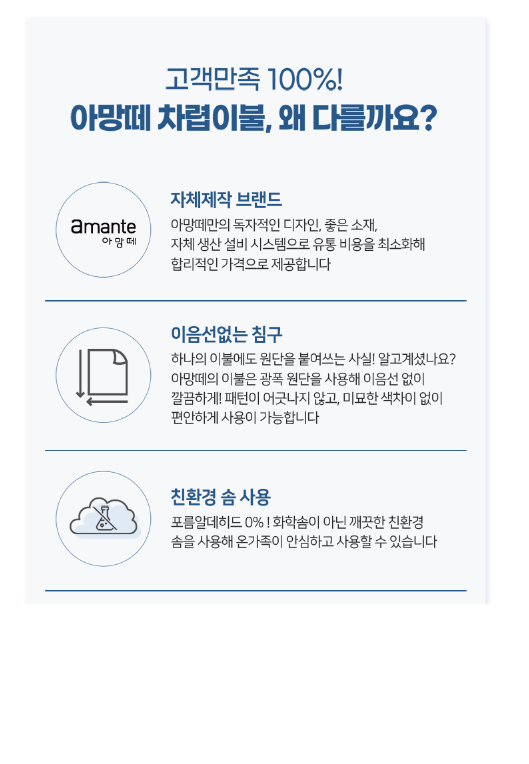 고객만족 100%!
아망떼 차렵이불, 왜 다를까요?
amante
아망떼
자체제작 브랜드
아망떼만의 독자적인 디자인, 좋은 소재,
자체 생산 설비 시스템으로 유통 비용을 최소화해
합리적인 가격으로 제공합니다
이음선없는 침구
하나의 이불에도 원단을 붙여쓰는 사실! 알고계셨나요?
아망떼의 이불은 광폭 원단을 사용해 이음선 없이
깔끔하게! 패턴이 어긋나지 않고, 미묘한 색차이 없이
편안하게 사용이 가능합니다
친환경 솜 사용
포름알데히드 0% ! 화학솜이 아닌 깨끗한 친환경
솜을 사용해 온가족이 안심하고 사용할 수 있습니다